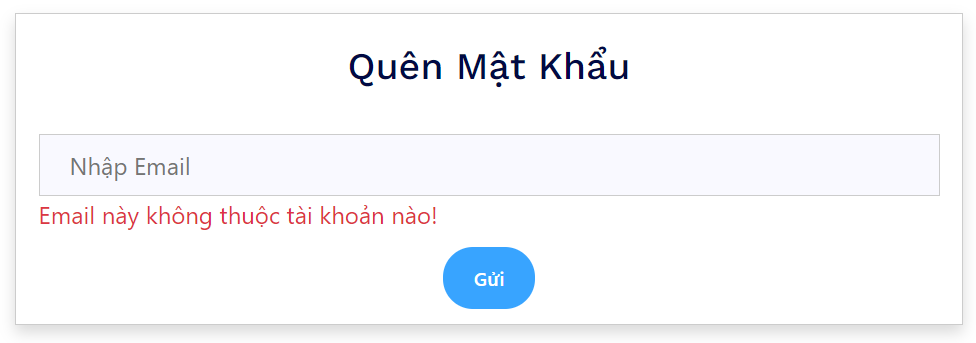 Quên Mật Khẩu
Nhập Email
Email này không thuộc tài khoản nào!
Gửi